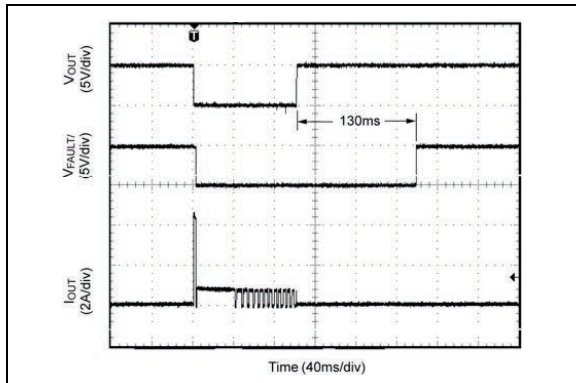 T
VOUT
(5V/div)
130ms
VFAULT/
(5V/div)
IOUT
(2A/div)
Time (40ms/div)